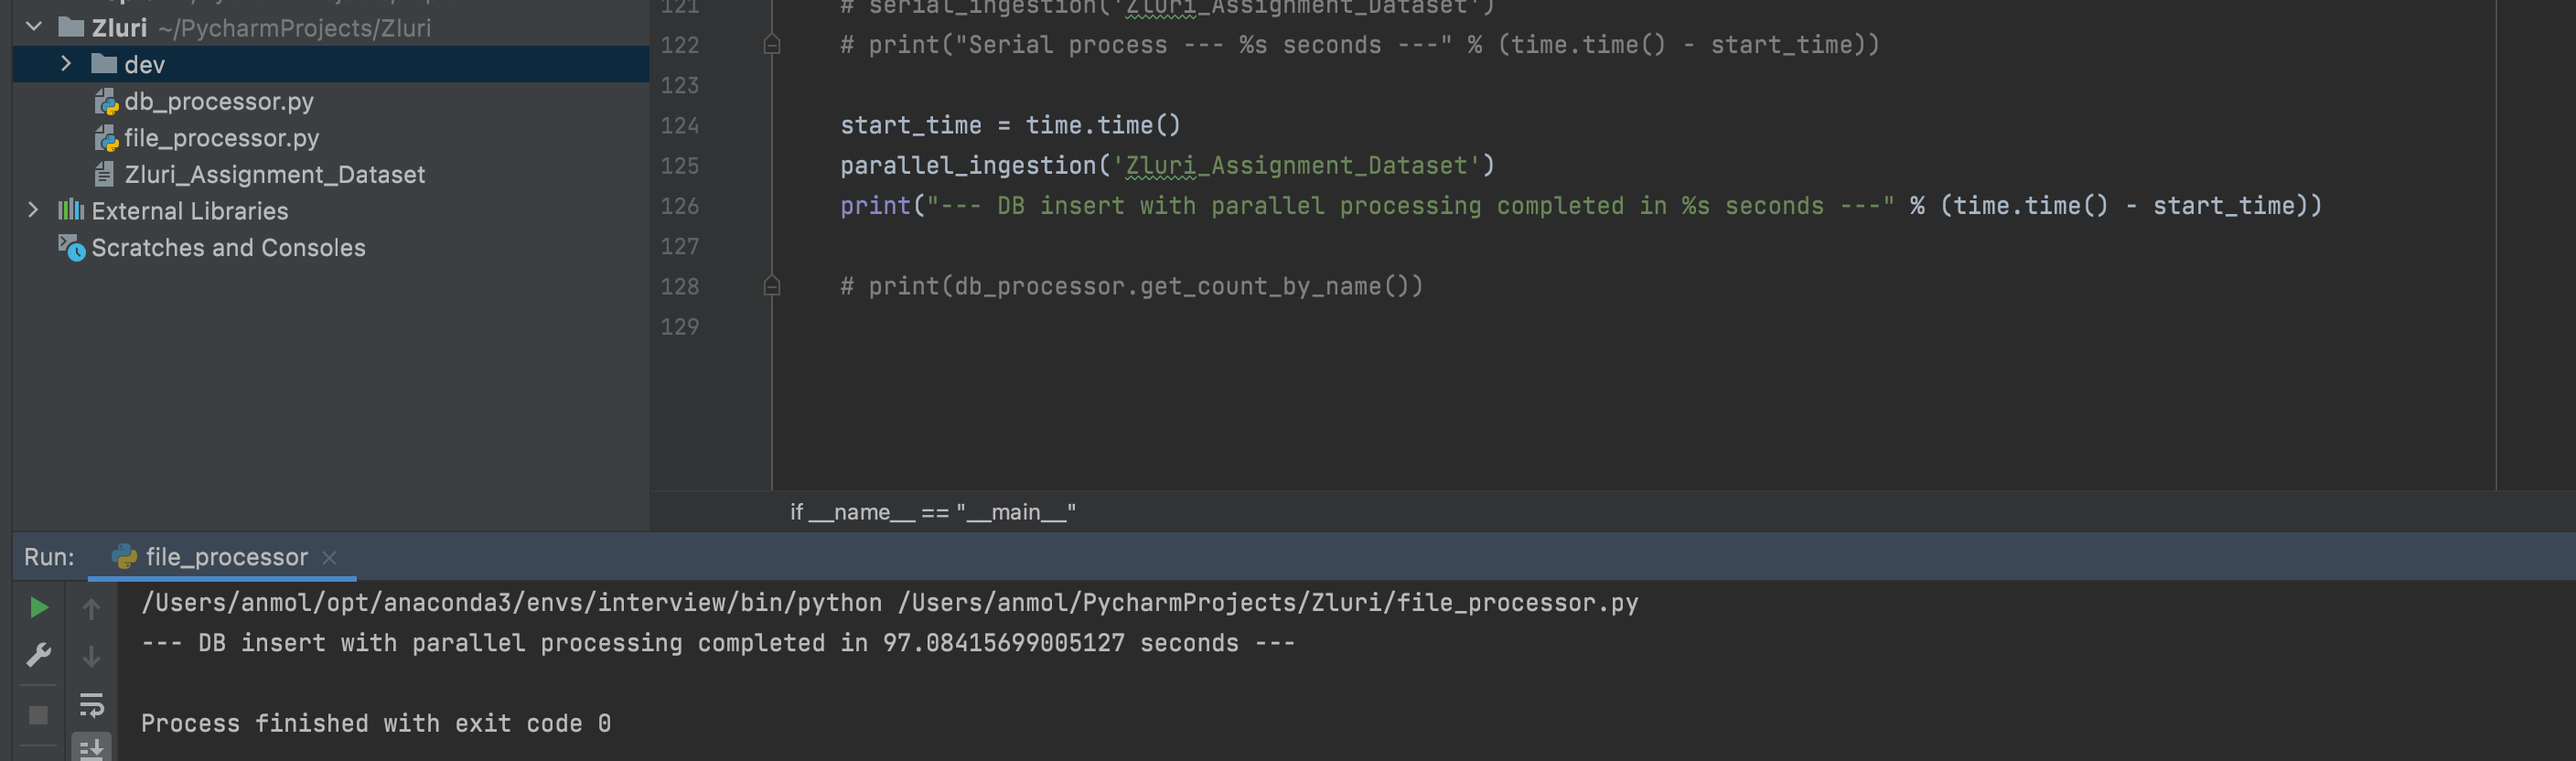 Zluri ~/PycharmProjects/Zluri
dev
db_processor.py
file_processor.py
Zluri_Assignment_Dataset
External Libraries
Scratches and Consoles
121 # serial_ingestion('Zluri_Assignment_Dataset')
122 # print("Serial process --- %s seconds ---" % (time.time() - start_time))
123
124 start_time = time.time()
125 parallel_ingestion('Zluri_Assignment_Dataset')
126 print("--- DB insert with parallel processing completed in %s seconds ---" % (time.time() - start_time))
127
128 # print(db_processor.get_count_by_name())
129
if __name__ == "__main__"
Run: file_processor
/Users/anmol/opt/anaconda3/envs/interview/bin/python /Users/anmol/PycharmProjects/Zluri/file_processor.py
--- DB insert with parallel processing completed in 97.08415699005127 seconds ---
Process finished with exit code 0